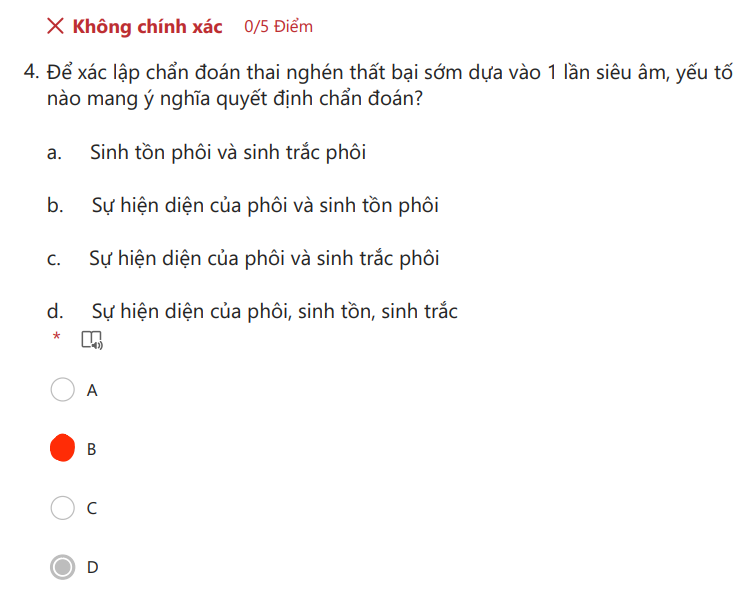 Không chính xác 0/5 Điểm
4. Để xác lập chẩn đoán thai nghén thất bại sớm dựa vào 1 lần siêu âm, yếu tố
nào mang ý nghĩa quyết định chẩn đoán?
a. Sinh tồn phôi và sinh trắc phôi
b. Sự hiện diện của phôi và sinh tồn phôi
c. Sự hiện diện của phôi và sinh trắc phôi
d. Sự hiện diện của phôi, sinh tồn, sinh trắc
*
A
B
C
D